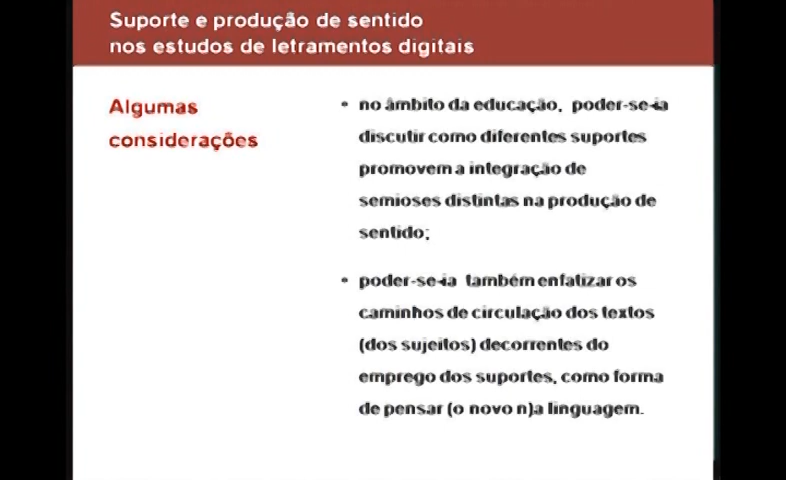 Suporte e produção de sentido
nos estudos de letramentos digitais
Algumas
considerações
• no âmbito da educação, poder-se-ia
discutir como diferentes suportes
promovem a integração de
semioses distintas na produção de
sentido;
• poder-se-ia também enfatizar os
caminhos de circulação dos textos
(dos sujeitos) decorrentes do
emprego dos suportes, como forma
de pensar (o novo n)a linguagem.